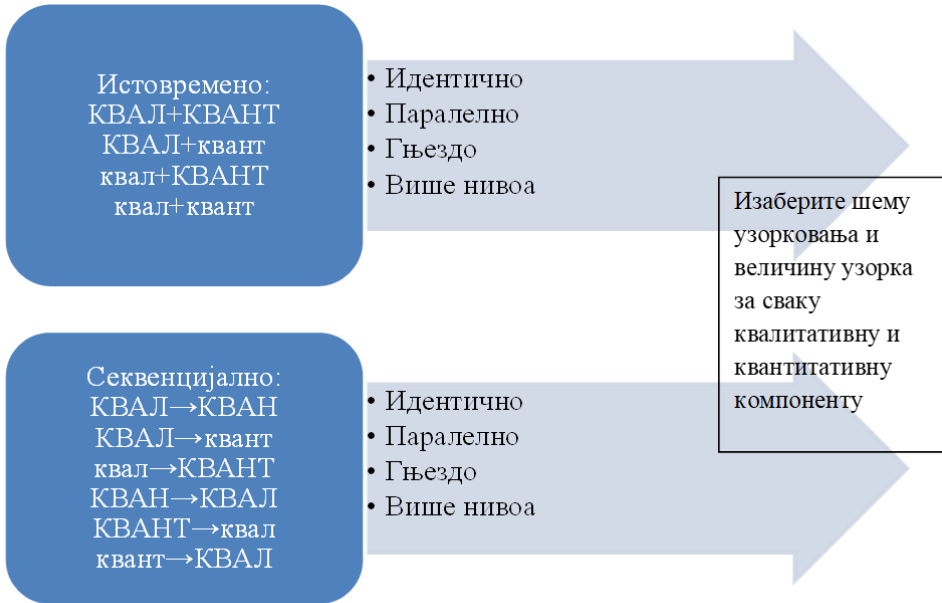 Истовремено:
КВАЛ+КВАНТ
КВАЛ+квант
квал+КВАНТ
квал+квант
• Идентично
• Паралелно
• Гњездо
• Више нивоа
Изаберите шему
узорковања и
величину узорка
за сваку
квалитативну и
квантитативну
компоненту
Секвенцијално:
КВАЛ→КВАН
КВАЛ→квант
квал→КВАНТ
КВАН→КВАЛ
КВАНТ→квал
квант→КВАЛ
• Идентично
• Паралелно
• Гњездо
• Више нивоа